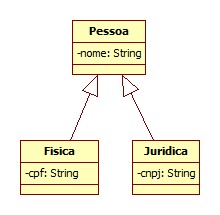 Pessoa
-nome: String
Fisica
-cpf: String
Juridica
-cnpj: String